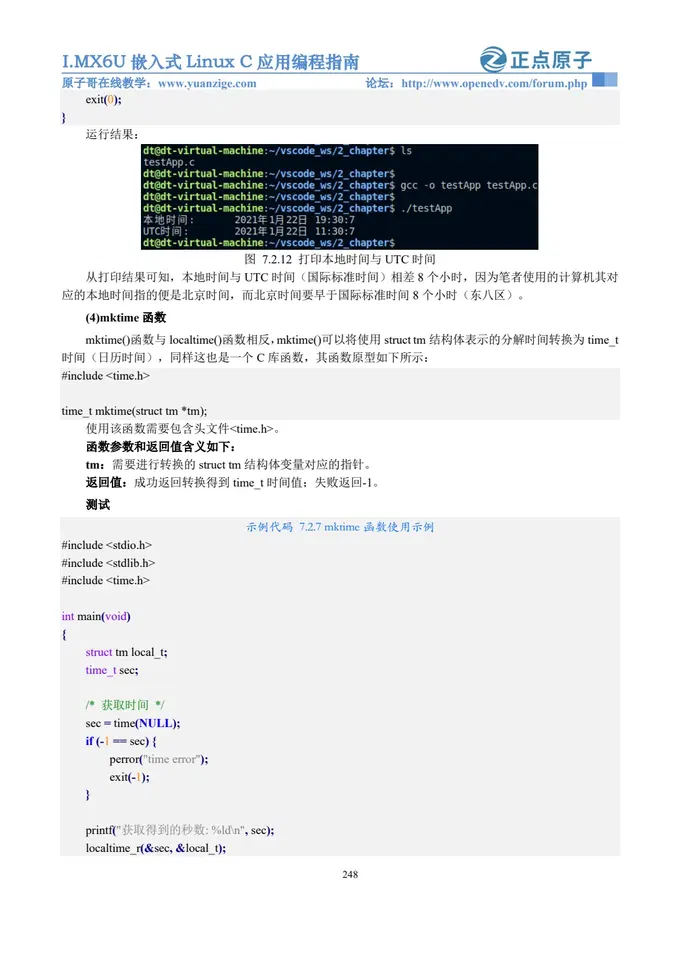 I.MX6U 嵌入式 Linux C 应用编程指南
正点原子
原子哥在线教学：www.yuanzige.com 论坛：http://www.openedv.com/forum.php
exit(0);
}
运行结果：
dt@dt-virtual-machine:~/vscode_ws/2_chapter$ ls
testApp.c
dt@dt-virtual-machine:~/vscode_ws/2_chapter$
dt@dt-virtual-machine:~/vscode_ws/2_chapter$ gcc -o testApp testApp.c
dt@dt-virtual-machine:~/vscode_ws/2_chapter$
dt@dt-virtual-machine:~/vscode_ws/2_chapter$ ./testApp
本地时间: 2021年1月22日 19:30:7
UTC时间: 2021年1月22日 11:30:7
dt@dt-virtual-machine:~/vscode_ws/2_chapter$
图 7.2.12 打印本地时间与 UTC 时间
从打印结果可知，本地时间与 UTC 时间（国际标准时间）相差 8 个小时，因为笔者使用的计算机其对
应的本地时间指的便是北京时间，而北京时间要早于国际标准时间 8 个小时（东八区）。
(4)mktime 函数
mktime()函数与 localtime()函数相反，mktime()可以将使用 struct tm 结构体表示的分解时间转换为 time_t
时间（日历时间），同样这也是一个 C 库函数，其函数原型如下所示：
#include <time.h>
time_t mktime(struct tm *tm);
使用该函数需要包含头文件<time.h>。
函数参数和返回值含义如下：
tm：需要进行转换的 struct tm 结构体变量对应的指针。
返回值：成功返回转换得到 time_t 时间值；失败返回-1。
测试
示例代码 7.2.7 mktime 函数使用示例
#include <stdio.h>
#include <stdlib.h>
#include <time.h>
int main(void)
{
struct tm local_t;
time_t sec;
/* 获取时间 */
sec = time(NULL);
if (-1 == sec) {
perror("time error");
exit(-1);
}
printf("获取得到的秒数: %ld\n", sec);
localtime_r(&sec, &local_t);
248